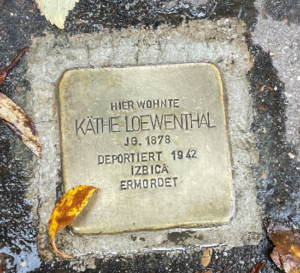 HIER WOHNTE
KÄTHE LOEWENTHAL
JG. 1878
DEPORTIERT 1942
IZBICA
ERMORDET